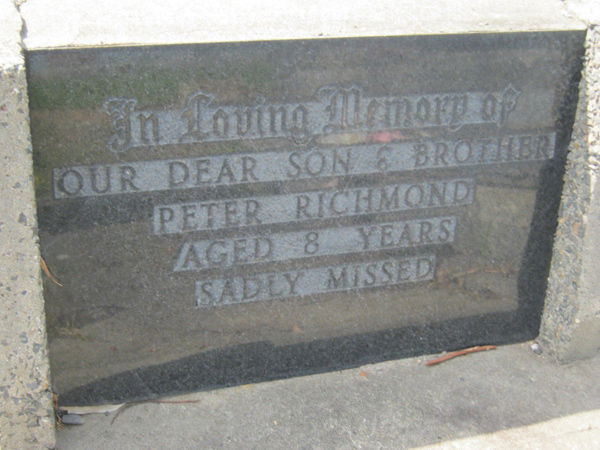 In Loving Memory of
OUR DEAR SON & BROTHER
PETER RICHMOND
AGED 8 YEARS
SADLY MISSED